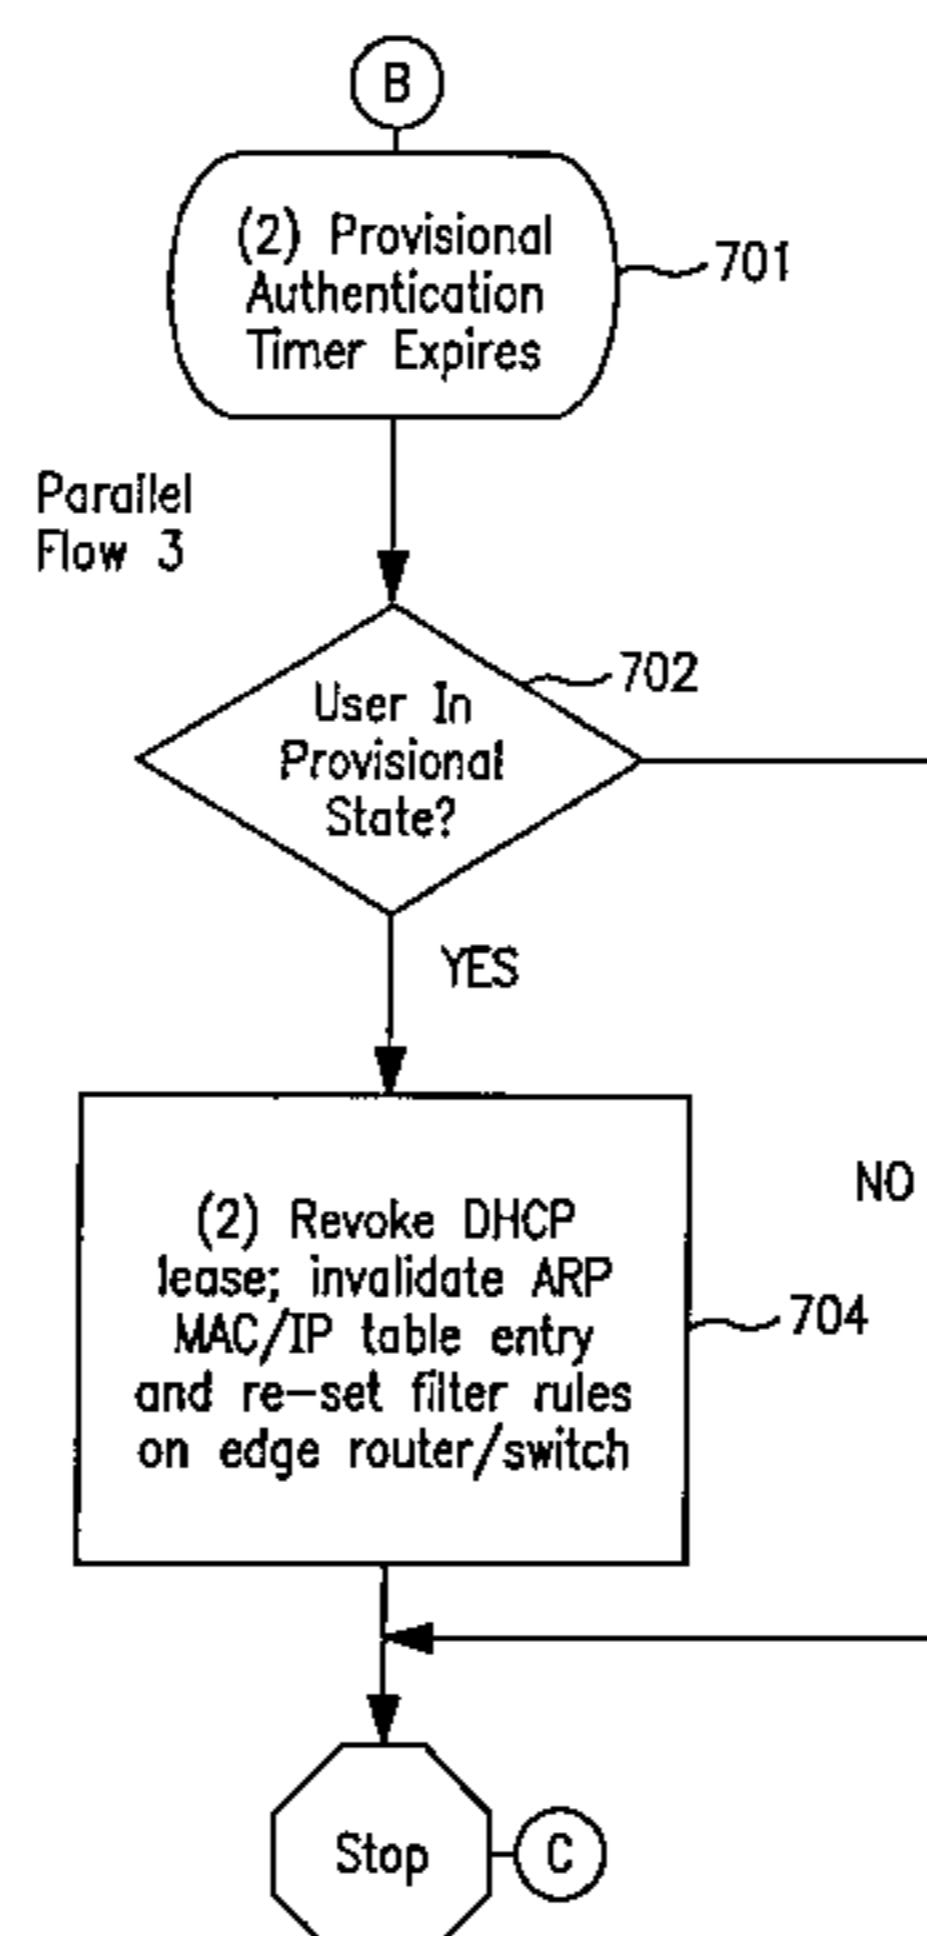 B
(2) Provisional
Authentication
Timer Expires
701
Parallel
Flow 3
702
User In
Provisional
State?
YES
NO
(2) Revoke DHCP
lease; invalidate ARP
MAC/IP table entry
and re-set filter rules
on edge router/switch
704
Stop
C